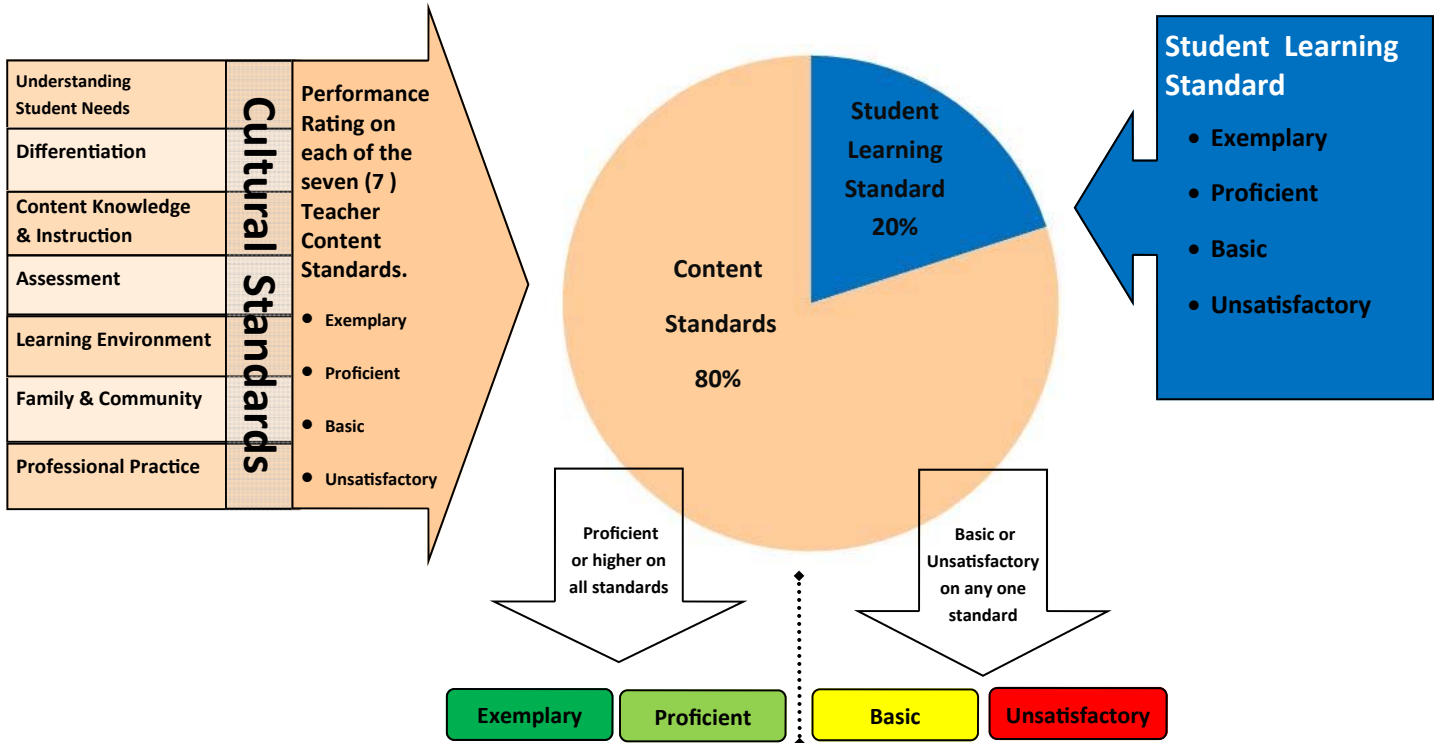 Understanding
Student Needs
Differentiation
Content Knowledge
& Instruction
Assessment
Learning Environment
Family & Community
Professional Practice
Cultural Standards
Performance
Rating on
each of the
seven (7 )
Teacher
Content
Standards.
• Exemplary
• Proficient
• Basic
• Unsatisfactory
Student
Learning
Standard
20%
Content
Standards
80%
Student Learning
Standard
• Exemplary
• Proficient
• Basic
• Unsatisfactory
Proficient
or higher on
all standards
Basic or
Unsatisfactory
on any one
standard
Exemplary
Proficient
Basic
Unsatisfactory